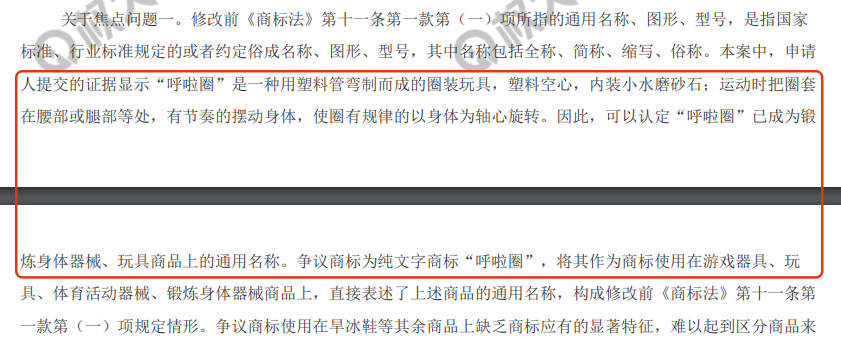 关于焦点问题一。修改前《商标法》第十一条第一款第（一）项所指的通用名称、图形、型号，是指国家
标准、行业标准规定的或者约定俗成名称、图形、型号，其中名称包括全称、简称、缩写、俗称。本案中，申请
人提交的证据显示“呼啦圈”是一种用塑料管弯制而成的圈装玩具，塑料空心，内装小水磨砂石；运动时把圈套
在腰部或腿部等处，有节奏的摆动身体，使圈有规律的以身体为轴心旋转。因此，可以认定“呼啦圈”已成为锻
炼身体器械、玩具商品上的通用名称。争议商标为纯文字商标“呼啦圈”，将其作为商标使用在游戏器具、玩
具、体育活动器械、锻炼身体器械商品上，直接表述了上述商品的通用名称，构成修改前《商标法》第十一条第
一款第（一）项规定情形。争议商标使用在旱冰鞋等其余商品上缺乏商标应有的显著特征，难以起到区分商品来